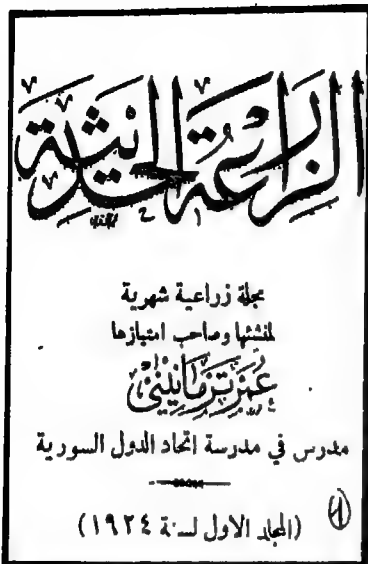 الزراعة الحديثة
مجلة زراعية شهرية
لمنشئها وصاحب امتيازها
عمر ترمانيني
مدرس في مدرسة اتحاد الدول السورية
(المجلد الاول لسنة ١٩٢٤)